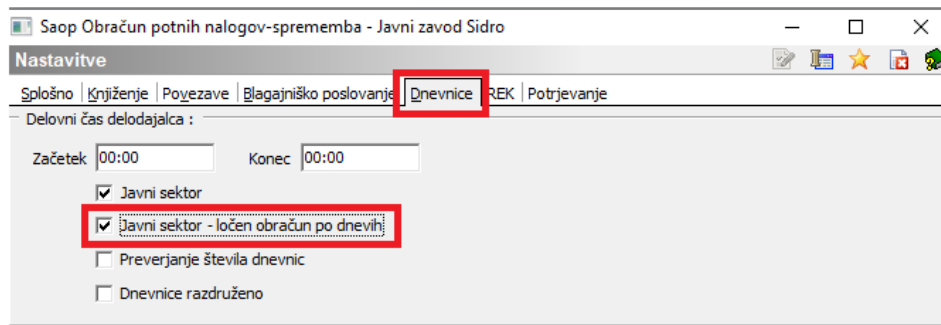 Saop Obračun potnih nalogov-sprememba - Javni zavod Sidro
Nastavitve
Splošno | Knjiženje | Povezave | Blagajniško poslovanje | Dnevnice | REK | Potrjevanje
Delovni čas delodajalca :
Začetek 00:00 Konec 00:00
Javni sektor
Javni sektor - ločen obračun po dnevih
Preverjanje števila dnevnic
Dnevnice razdruženo